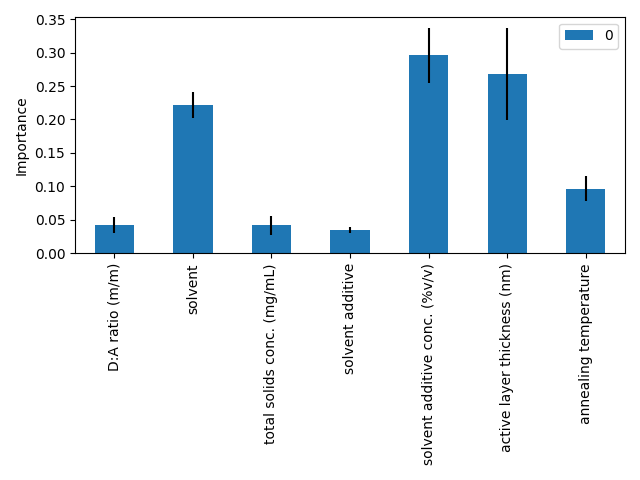 0.35
0.30
0.25
0.20
0.15
0.10
0.05
0.00
Importance
0
D:A ratio (m/m)
solvent
total solids conc. (mg/mL)
solvent additive
solvent additive conc. (%v/v)
active layer thickness (nm)
annealing temperature